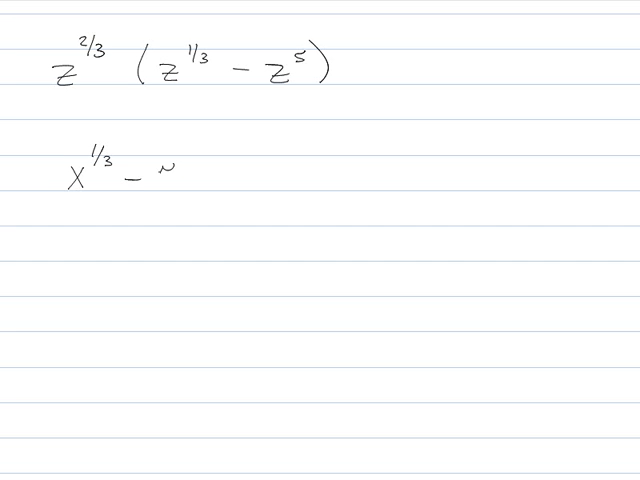 z^{2/3} (z^{1/3} - z^5)
x^{1/3} -